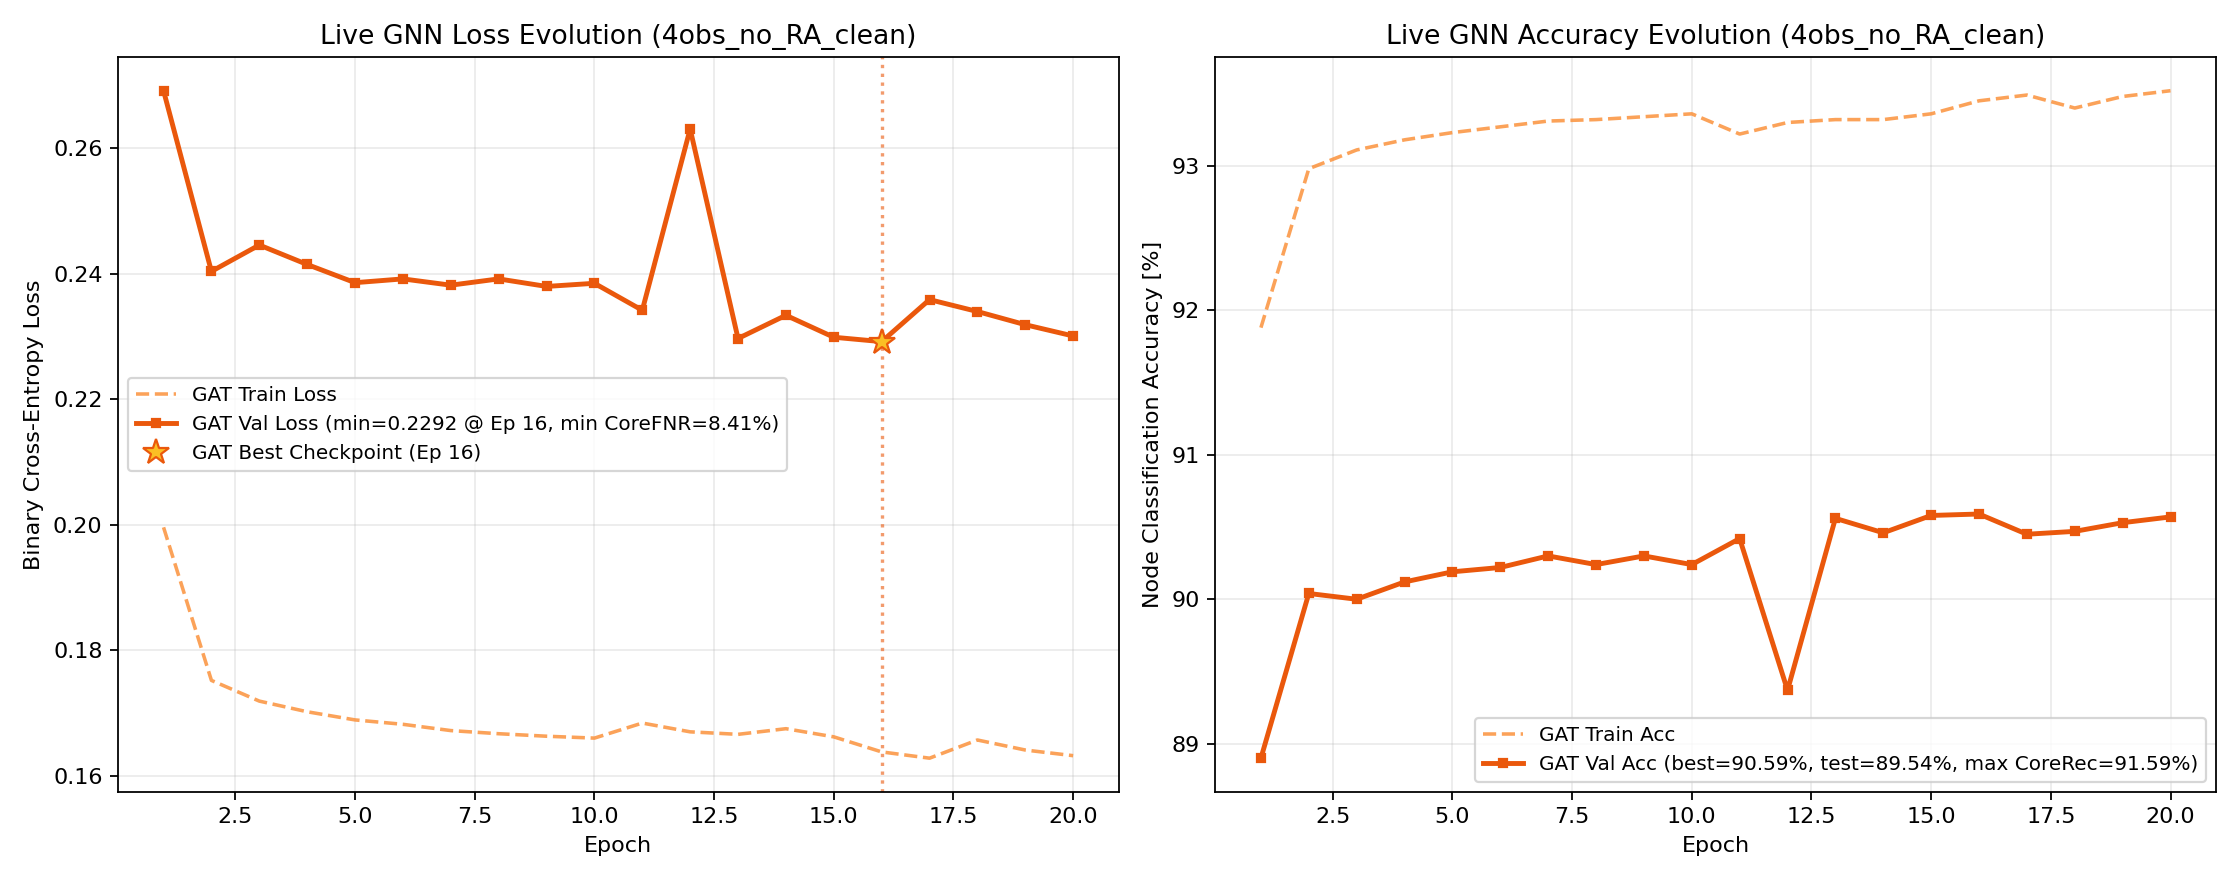 Live GNN Loss Evolution (4obs_no_RA_clean)
Binary Cross-Entropy Loss
0.26
0.24
0.22
0.20
0.18
0.16
GAT Train Loss
GAT Val Loss (min=0.2292 @ Ep 16, min CoreFNR=8.41%)
GAT Best Checkpoint (Ep 16)
2.5 5.0 7.5 10.0 12.5 15.0 17.5 20.0
Epoch
Live GNN Accuracy Evolution (4obs_no_RA_clean)
Node Classification Accuracy [%]
93
92
91
90
89
GAT Train Acc
GAT Val Acc (best=90.59%, test=89.54%, max CoreRec=91.59%)
2.5 5.0 7.5 10.0 12.5 15.0 17.5 20.0
Epoch